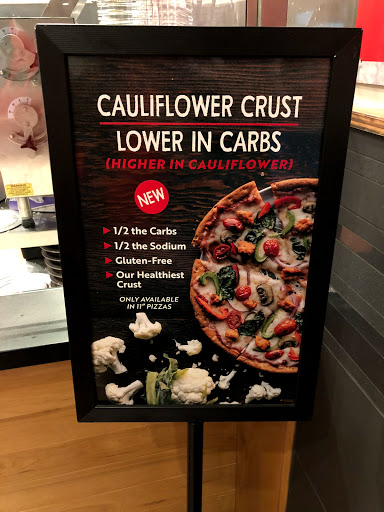 CAULIFLOWER CRUST
LOWER IN CARBS
(HIGHER IN CAULIFLOWER)
NEW
1/2 the Carbs
1/2 the Sodium
Gluten-Free
Our Healthiest
Crust
ONLY AVAILABLE
IN 11" PIZZAS